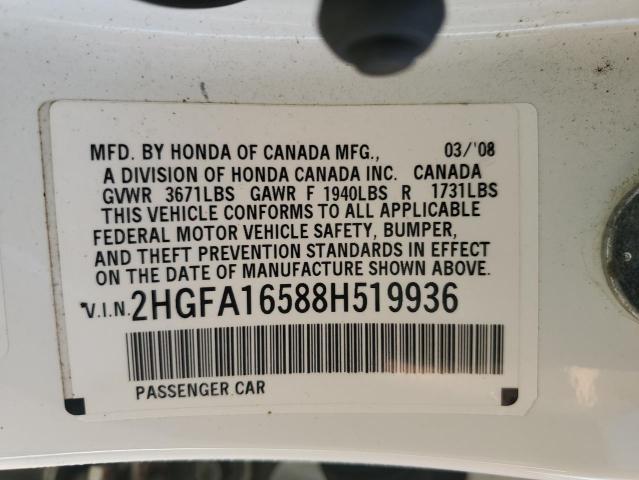 MFD. BY HONDA OF CANADA MFG., 03/'08
A DIVISION OF HONDA CANADA INC. CANADA
GVWR 3671LBS GAWR F 1940LBS R 1731LBS
THIS VEHICLE CONFORMS TO ALL APPLICABLE
FEDERAL MOTOR VEHICLE SAFETY, BUMPER,
AND THEFT PREVENTION STANDARDS IN EFFECT
ON THE DATE OF MANUFACTURE SHOWN ABOVE.
V.I.N. 2HGFA16588H519936
PASSENGER CAR